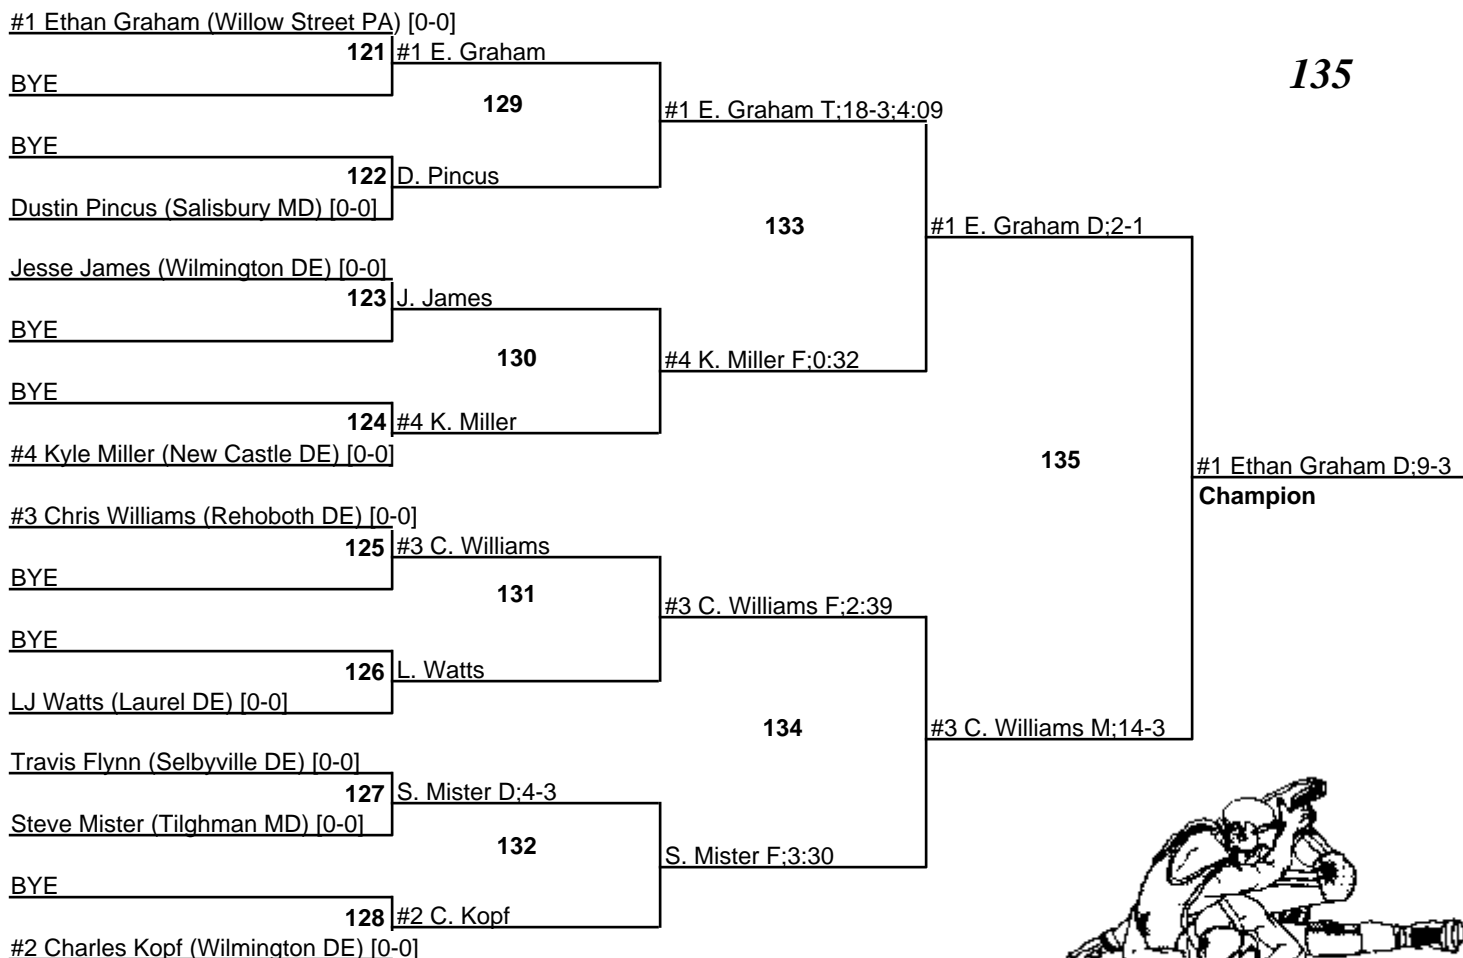 #1 Ethan Graham (Willow Street PA) [0-0]
121 #1 E. Graham
135
BYE
129
#1 E. Graham T;18-3;4:09
BYE
122 D. Pincus
Dustin Pincus (Salisbury MD) [0-0]
133
#1 E. Graham D;2-1
Jesse James (Wilmington DE) [0-0]
123 J. James
BYE
130
#4 K. Miller F;0:32
BYE
124 #4 K. Miller
#4 Kyle Miller (New Castle DE) [0-0]
135
#1 Ethan Graham D;9-3
Champion
#3 Chris Williams (Rehoboth DE) [0-0]
125 #3 C. Williams
BYE
131
#3 C. Williams F;2:39
BYE
126 L. Watts
LJ Watts (Laurel DE) [0-0]
134
#3 C. Williams M;14-3
Travis Flynn (Selbyville DE) [0-0]
127 S. Mister D;4-3
Steve Mister (Tilghman MD) [0-0]
132
S. Mister F;3:30
BYE
128 #2 C. Kopf
#2 Charles Kopf (Wilmington DE) [0-0]